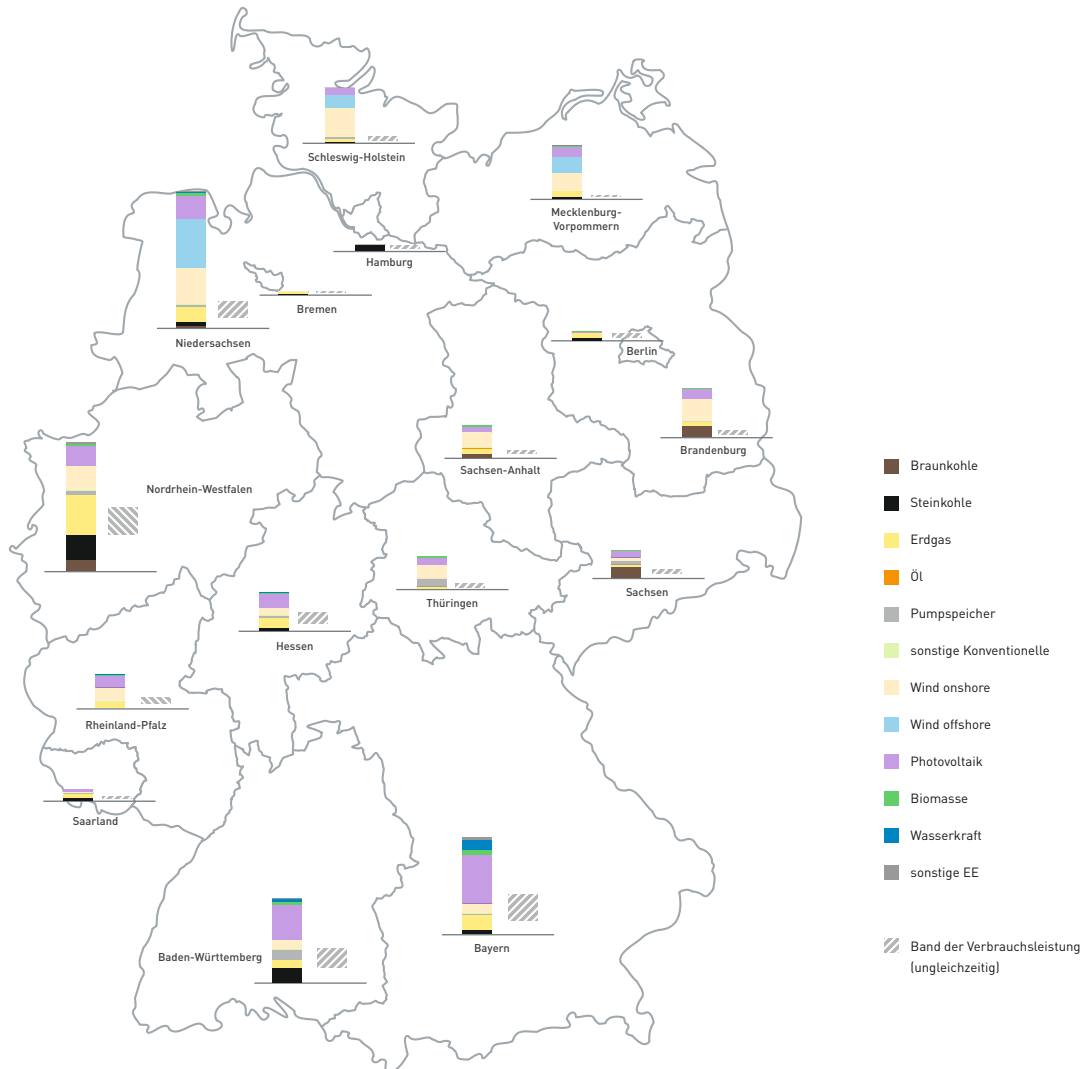 Schleswig-Holstein
Mecklenburg-
Vorpommern
Hamburg
Bremen
Niedersachsen
Berlin
Brandenburg
Sachsen-Anhalt
Nordrhein-Westfalen
Thüringen
Sachsen
Hessen
Rheinland-Pfalz
Saarland
Baden-Württemberg
Bayern
Braunkohle
Steinkohle
Erdgas
Öl
Pumpspeicher
sonstige Konventionelle
Wind onshore
Wind offshore
Photovoltaik
Biomasse
Wasserkraft
sonstige EE
Band der Verbrauchsleistung
(ungleichzeitig)